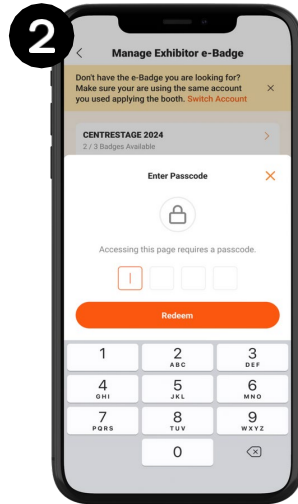 2
Manage Exhibitor e-Badge
Don't have the e-Badge you are looking for?
Make sure your are using the same account
you used applying the booth. Switch Account
CENTRESTAGE 2024
2 / 3 Badges Available
Enter Passcode
Accessing this page requires a passcode.
Redeem
1 2 3
ABC DEF
4 5 6
GHI JKL MNO
7 8 9
PQRS TUV WXYZ
0